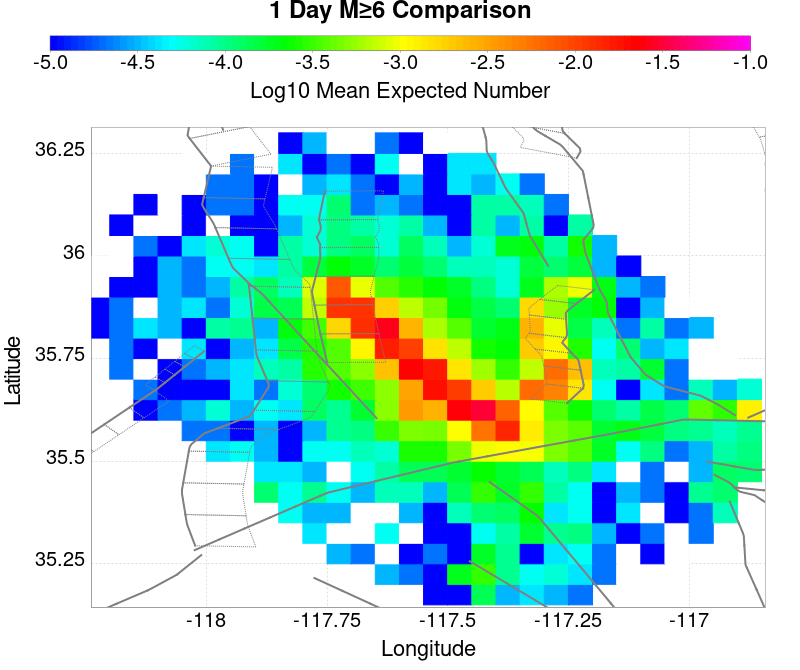 1 Day M≥6 Comparison
-5.0 -4.5 -4.0 -3.5 -3.0 -2.5 -2.0 -1.5 -1.0
Log10 Mean Expected Number
36.25
36
35.75
35.5
35.25
Latitude
-118 -117.75 -117.5 -117.25 -117
Longitude